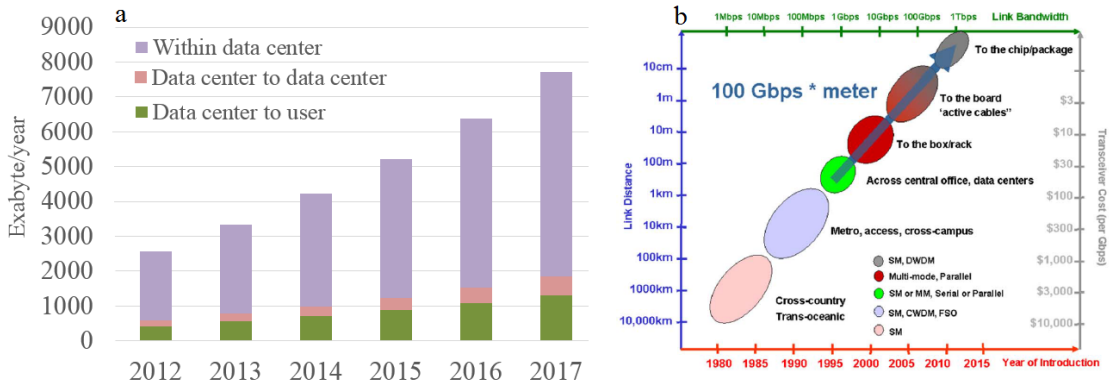 a
9000
8000
7000
6000
5000
4000
3000
2000
1000
0
Exabyte/year
Within data center
Data center to data center
Data center to user
2012 2013 2014 2015 2016 2017
b
1Mbps 10Mbps 100Mbps 1Gbps 10Gbps 100Gbps 1Tbps Link Bandwidth
Link Distance
10cm
1m
10m
100m
1km
10km
100km
1000km
10,000km
100 Gbps * meter
To the chip/package
To the board
'active cables"
To the box/rack
Across central office, data centers
Metro, access, cross-campus
Cross-country
Trans-oceanic
SM, DWDM
Multi-mode, Parallel
SM or MM, Serial or Parallel
SM, CWDM, FSO
SM
$3
$10
$30
$100
$300
$1,000
$3,000
$10,000
Transceiver Cost (per Gbps)
1980 1985 1990 1995 2000 2005 2010 2015 Year of Introduction